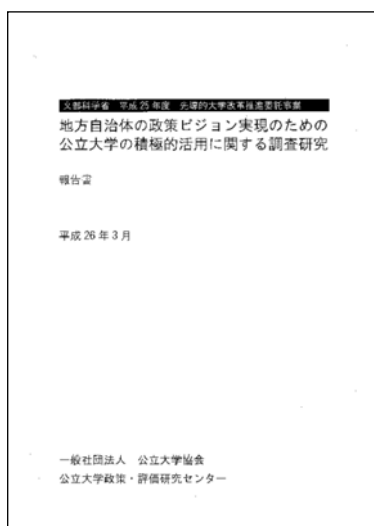 文部科学省　平成25年度　先導的大学改革推進委託事業
地方自治体の政策ビジョン実現のための
公立大学の積極的活用に関する調査研究
報告書
平成26年3月
一般社団法人　公立大学協会
公立大学政策・評価研究センター